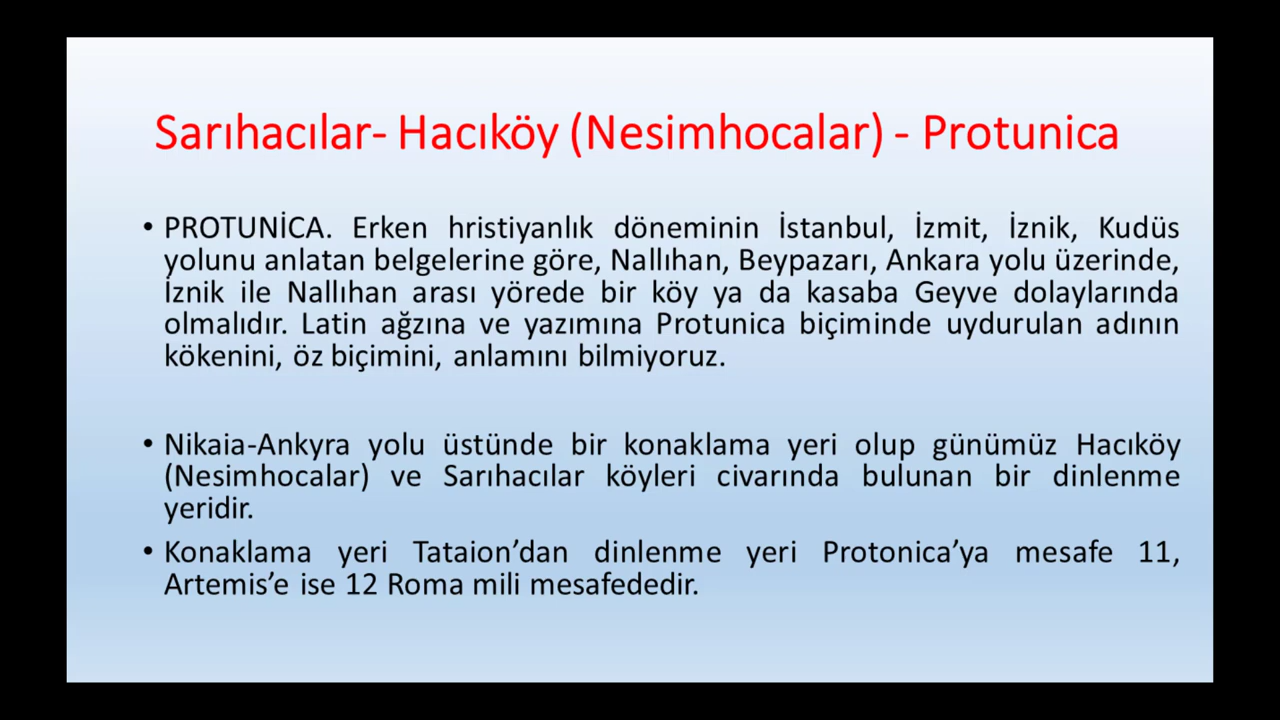 Sarıhacılar- Hacıköy (Nesimhocalar) - Protunica
• PROTUNİCA. Erken hristiyanlık döneminin İstanbul, İzmit, İznik, Kudüs
yolunu anlatan belgelerine göre, Nallıhan, Beypazarı, Ankara yolu üzerinde,
İznik ile Nallıhan arası yörede bir köy ya da kasaba Geyve dolaylarında
olmalıdır. Latin ağzına ve yazımına Protunica biçiminde uydurulan adının
kökenini, öz biçimini, anlamını bilmiyoruz.
• Nikaia-Ankyra yolu üstünde bir konaklama yeri olup günümüz Hacıköy
(Nesimhocalar) ve Sarıhacılar köyleri civarında bulunan bir dinlenme
yeridir.
• Konaklama yeri Tataion’dan dinlenme yeri Protonica’ya mesafe 11,
Artemis’e ise 12 Roma mili mesafededir.